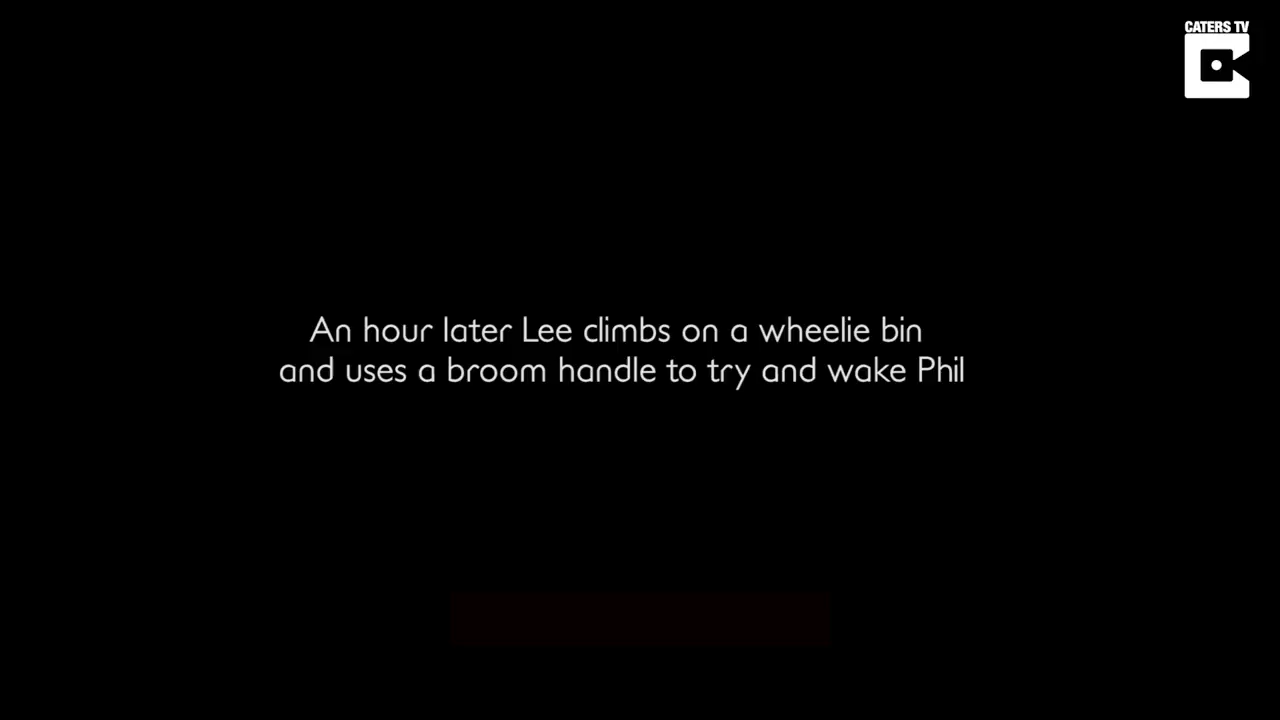 CATERS TV
An hour later Lee climbs on a wheelie bin
and uses a broom handle to try and wake Phil